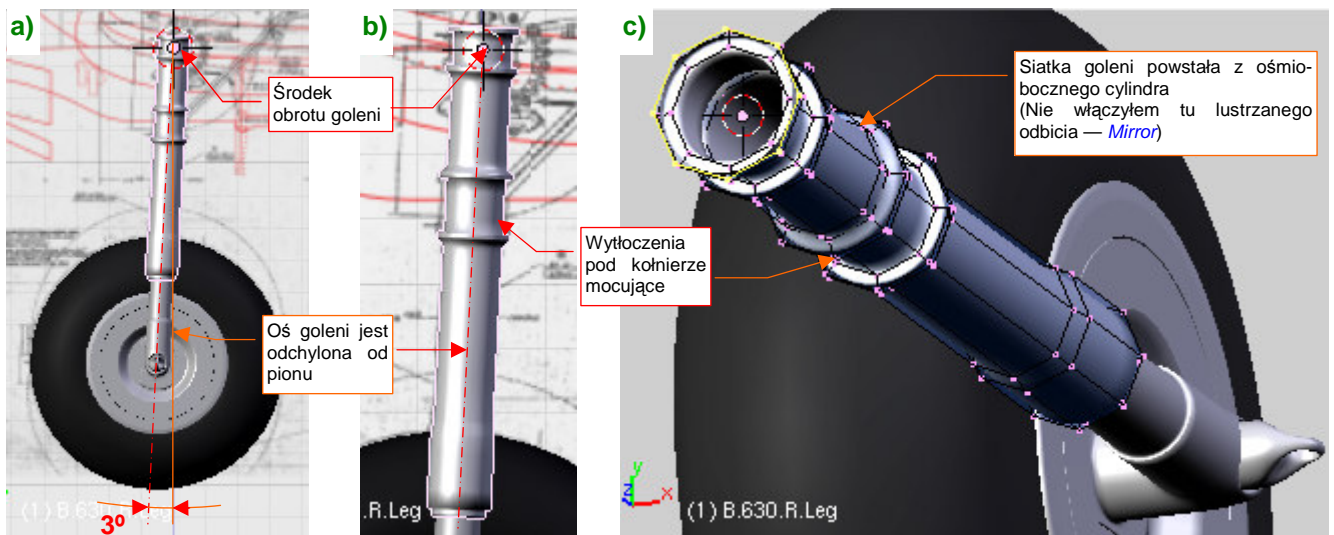 a)
b)
c)
Środek
obrotu goleni
Siatka goleni powstała z ośmio-
bocznego cylindra
(Nie włączyłem tu lustrzanego
odbicia — Mirror)
Wytłoczenia
pod kołnierze
mocujące
Oś goleni jest
odchylona od
pionu
3º
(1) B.630.R.Leg
.R.Leg
y
z
x
(1) B.630.R.Leg